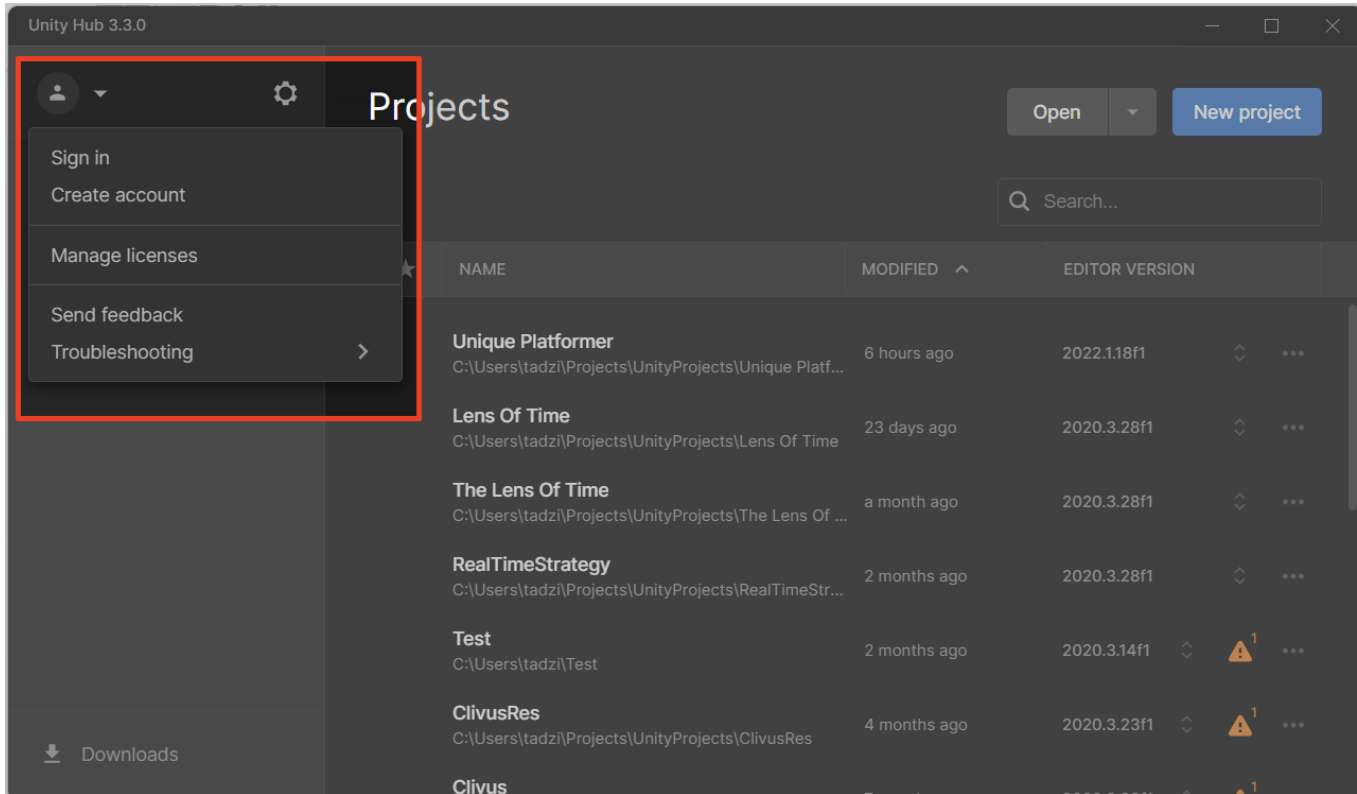 Unity Hub 3.3.0
Projects
Open
New project
Sign in
Create account
Manage licenses
Send feedback
Troubleshooting
Search...
NAME MODIFIED EDITOR VERSION
Unique Platformer
C:\Users\tadzi\Projects\UnityProjects\Unique Platf...
6 hours ago
2022.1.18f1
Lens Of Time
C:\Users\tadzi\Projects\UnityProjects\Lens Of Time
23 days ago
2020.3.28f1
The Lens Of Time
C:\Users\tadzi\Projects\UnityProjects\The Lens Of ...
a month ago
2020.3.28f1
RealTimeStrategy
C:\Users\tadzi\Projects\UnityProjects\RealTimeStr...
2 months ago
2020.3.28f1
Test
C:\Users\tadzi\Test
2 months ago
2020.3.14f1
1
ClivusRes
C:\Users\tadzi\Projects\UnityProjects\ClivusRes
4 months ago
2020.3.23f1
1
Clivus
1
Downloads